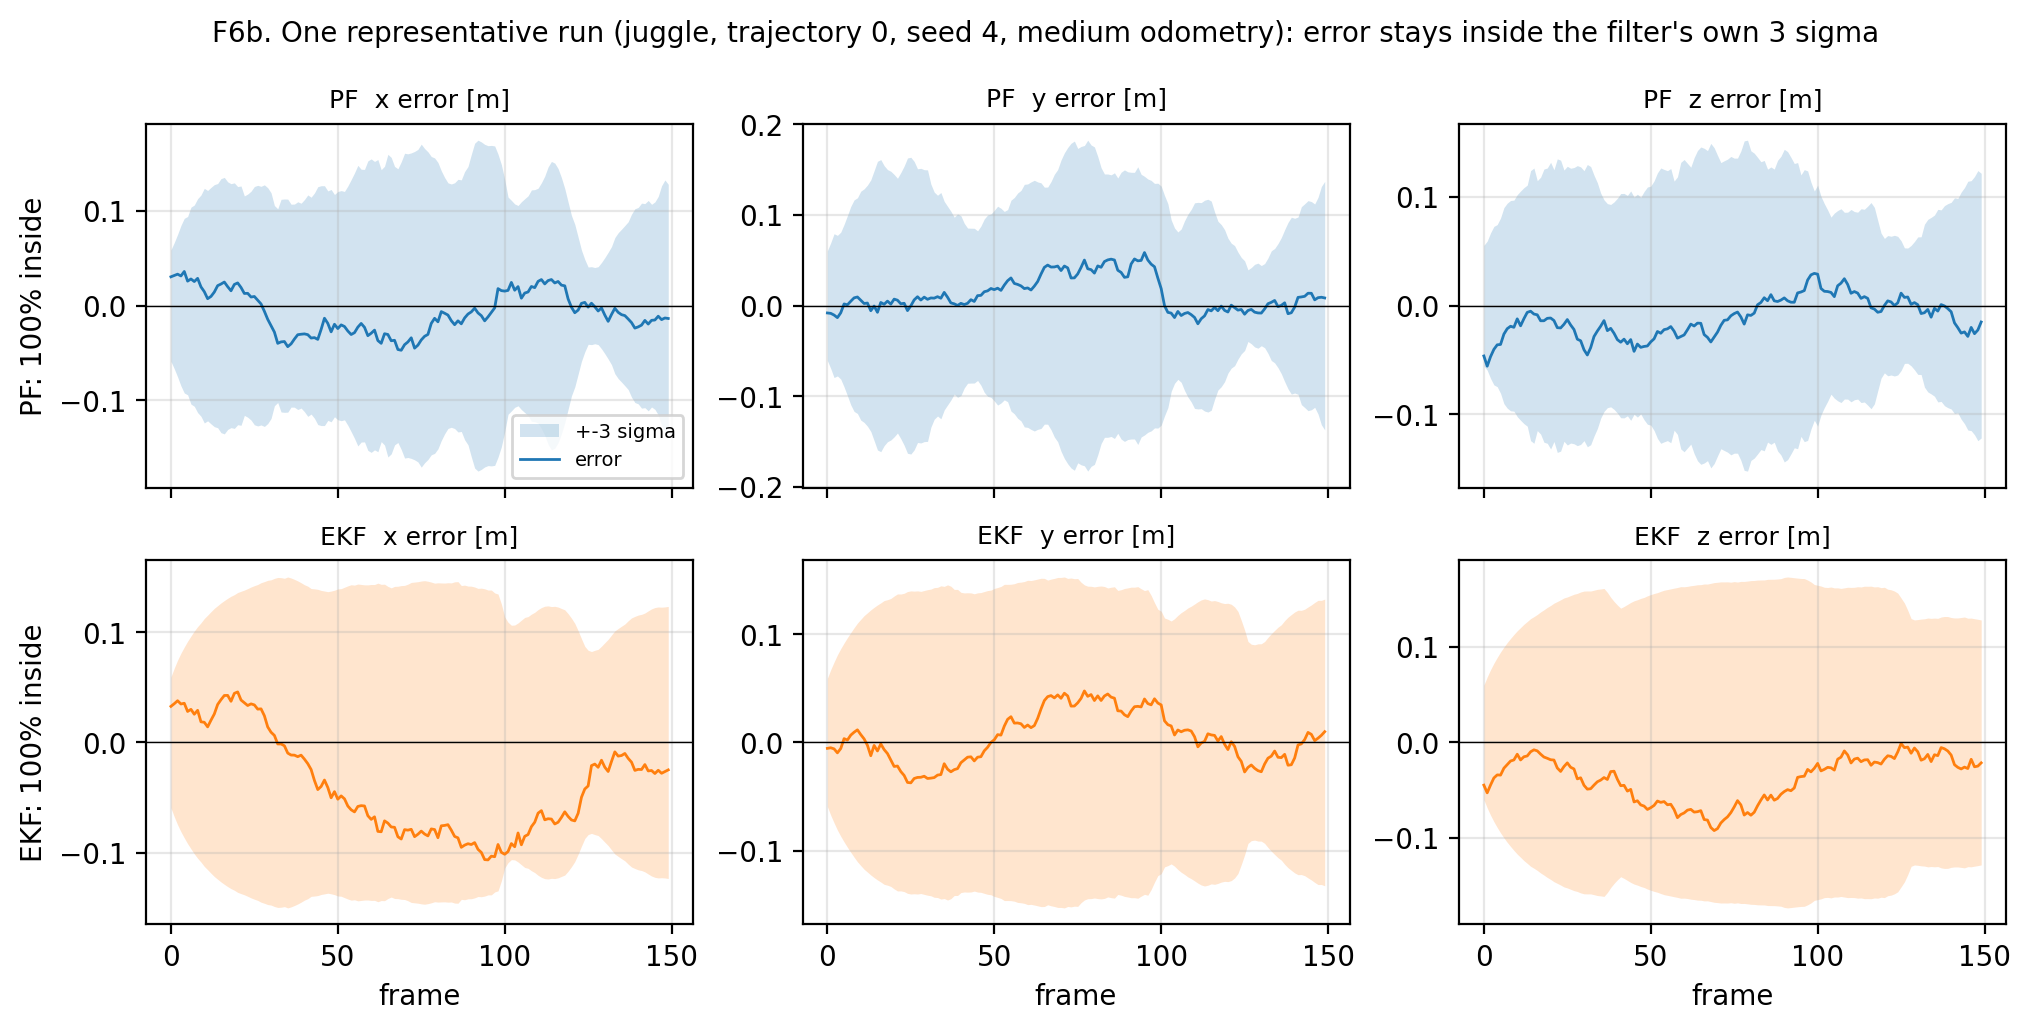 F6b. One representative run (juggle, trajectory 0, seed 4, medium odometry): error stays inside the filter's own 3 sigma
PF  x error [m]
PF  y error [m]
PF  z error [m]
PF: 100% inside
0.1
0.0
−0.1
+-3 sigma
error
0.2
0.1
0.0
−0.1
−0.2
0.1
0.0
−0.1
EKF  x error [m]
EKF  y error [m]
EKF  z error [m]
EKF: 100% inside
0.1
0.0
−0.1
0.1
0.0
−0.1
0.1
0.0
−0.1
0 50 100 150
0 50 100 150
0 50 100 150
frame
frame
frame